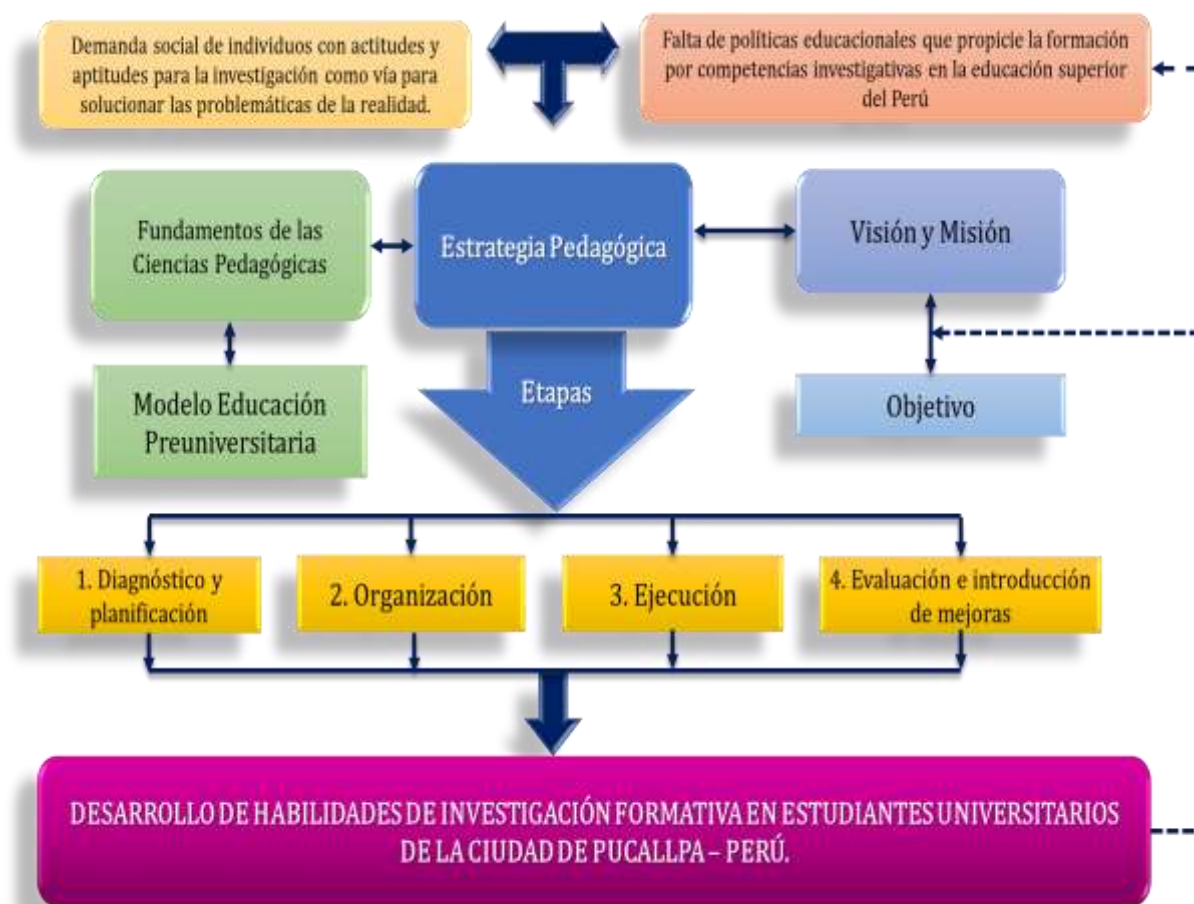 Demanda social de individuos con actitudes y
aptitudes para la investigación como vía para
solucionar las problemáticas de la realidad.
Falta de políticas educacionales que propicie la formación
por competencias investigativas en la educación superior
del Perú
Fundamentos de las
Ciencias Pedagógicas
Estrategia Pedagógica
Visión y Misión
Modelo Educación
Preuniversitaria
Etapas
Objetivo
1. Diagnóstico y
planificación
2. Organización
3. Ejecución
4. Evaluación e introducción
de mejoras
DESARROLLO DE HABILIDADES DE INVESTIGACIÓN FORMATIVA EN ESTUDIANTES UNIVERSITARIOS
DE LA CIUDAD DE PUCALLPA – PERÚ.